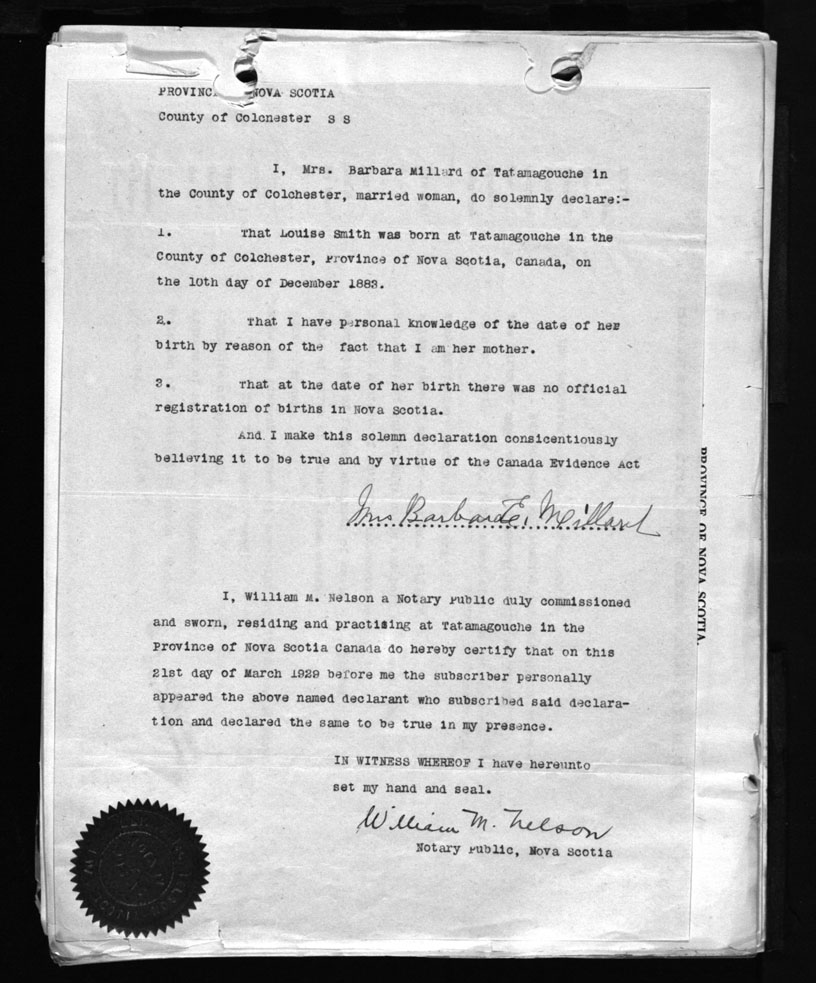 PROVINC NOVA SCOTIA
County of Colchester S S
I, Mrs. Barbara Millard of Tatamagouche in
the County of Colchester, married woman, do solemnly declare:-
1. That Louise Smith was born at Tatamagouche in the
County of Colchester, Province of Nova Scotia, Canada, on
the 10th day of December 1883.
2. That I have personal knowledge of the date of her
birth by reason of the fact that I am her mother.
3. That at the date of her birth there was no official
registration of births in Nova Scotia.
And I make this solemn declaration consicentiously
believing it to be true and by virtue of the Canada Evidence Act
Mrs Barbara E. Millard
I, William M. Nelson a Notary Public duly commissioned
and sworn, residing and practising at Tatamagouche in the
Province of Nova Scotia Canada do hereby certify that on this
21st day of March 1929 before me the subscriber personally
appeared the above named declarant who subscribed said declara-
tion and declared the same to be true in my presence.
IN WITNESS WHEREOF I have hereunto
set my hand and seal.
William M. Nelson
Notary Public, Nova Scotia
PROVINCE OF NOVA SCOTIA.